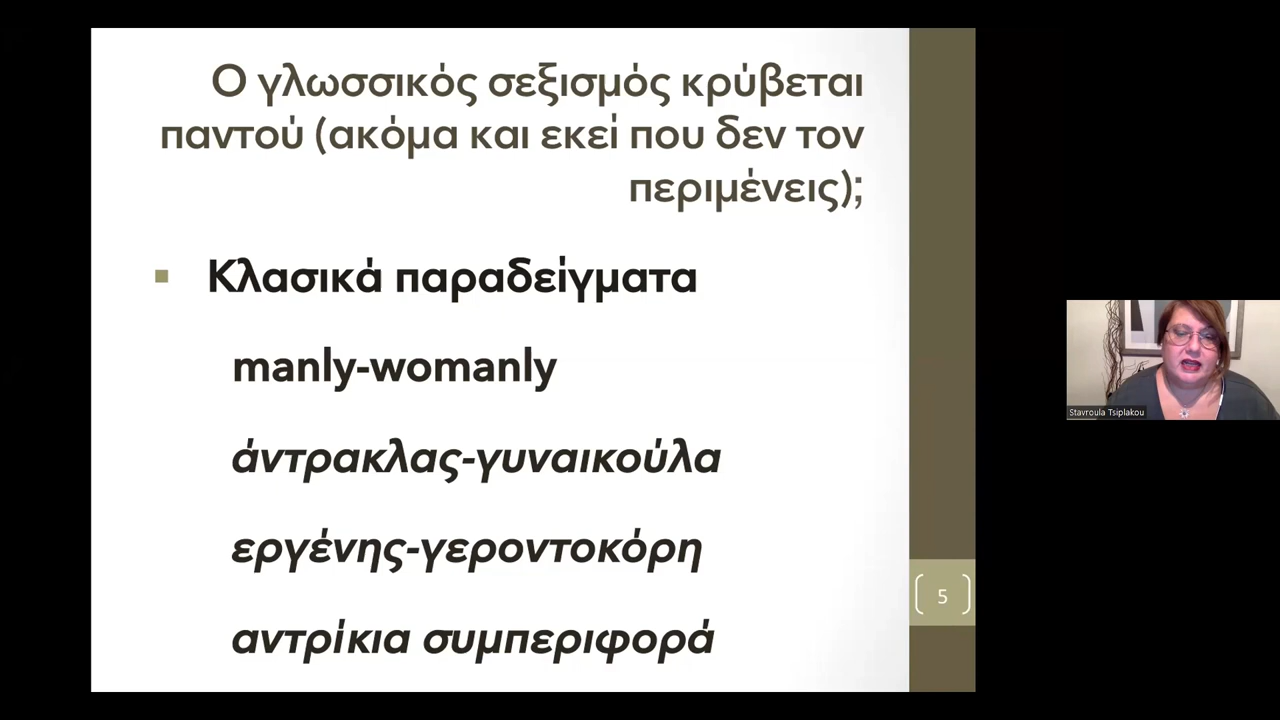 Ο γλωσσικός σεξισμός κρύβεται
παντού (ακόμα και εκεί που δεν τον
περιμένεις);
Κλασικά παραδείγματα
manly-womanly
άντρακλας-γυναικούλα
εργένης-γεροντοκόρη
αντρίκια συμπεριφορά
5
Stavroula Tsiplakou